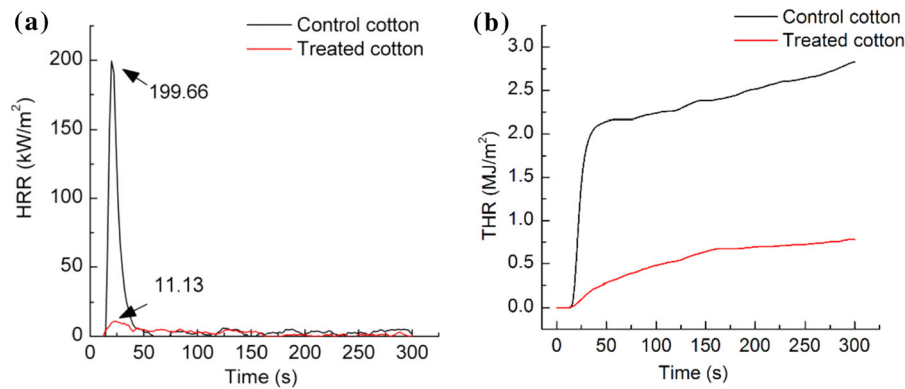 (a)
Control cotton
Treated cotton
200
150
100
50
0
HRR (kW/m²)
199.66
11.13
0 50 100 150 200 250 300
Time (s)
(b)
Control cotton
Treated cotton
3.0
2.5
2.0
1.5
1.0
0.5
0.0
THR (MJ/m²)
0 50 100 150 200 250 300
Time (s)